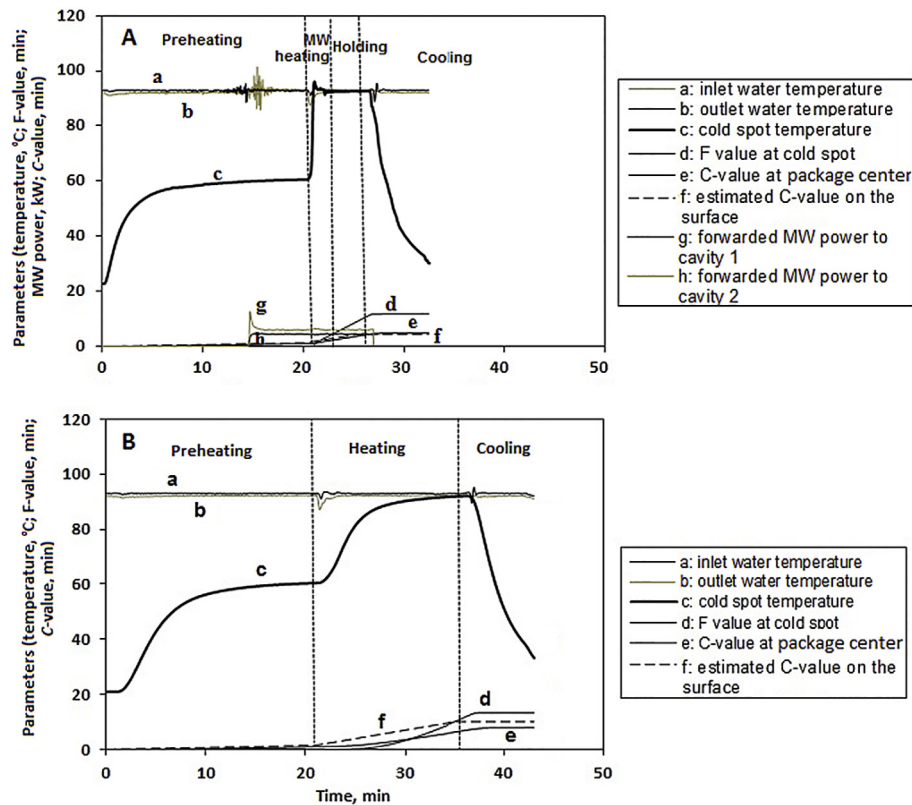 Parameters (temperature, °C; F-value, min;
MW power, kW; C-value, min)
120
100
80
60
40
20
0
A
Preheating
MW
heating
Holding
Cooling
a
b
c
g
h
d
e
f
0
10
20
30
40
50
a: inlet water temperature
b: outlet water temperature
c: cold spot temperature
d: F value at cold spot
e: C-value at package center
f: estimated C-value on the
surface
g: forwarded MW power to
cavity 1
h: forwarded MW power to
cavity 2
Parameters (temperature, °C; F-value, min;
C-value, min)
120
100
80
60
40
20
0
B
Preheating
Heating
Cooling
a
b
c
f
d
e
0
10
20
30
40
50
Time, min
a: inlet water temperature
b: outlet water temperature
c: cold spot temperature
d: F value at cold spot
e: C-value at package center
f: estimated C-value on the
surface